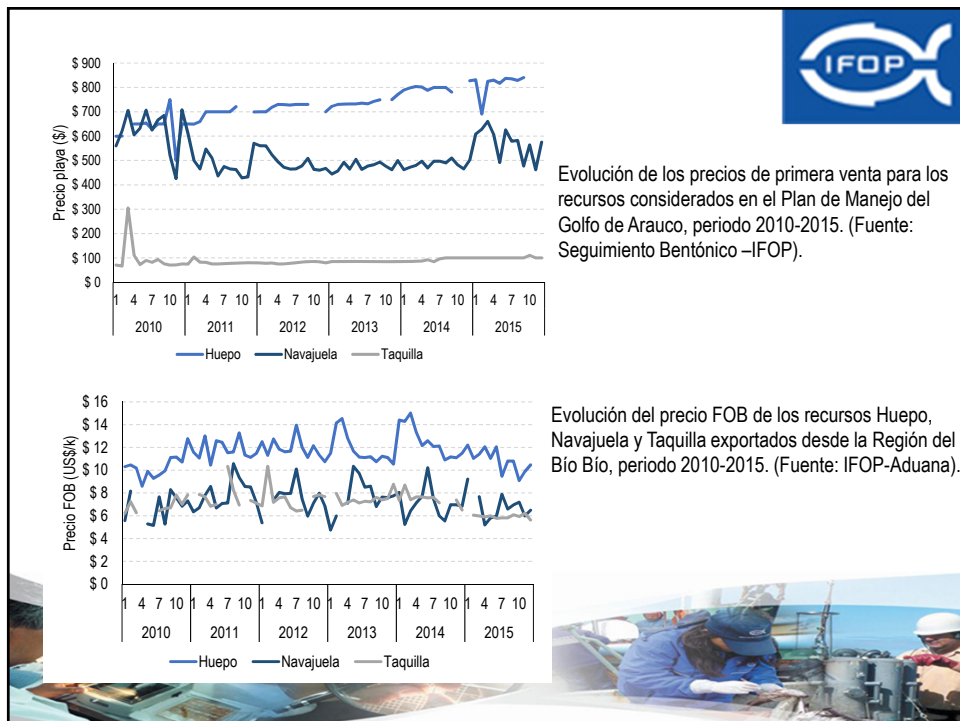 IFOP
$ 900
$ 800
$ 700
$ 600
$ 500
$ 400
$ 300
$ 200
$ 100
$ 0
Precio playa ($/)
1 4 7 10 1 4 7 10 1 4 7 10 1 4 7 10 1 4 7 10 1 4 7 10
2010 2011 2012 2013 2014 2015
Huepo Navajuela Taquilla
Evolución de los precios de primera venta para los
recursos considerados en el Plan de Manejo del
Golfo de Arauco, periodo 2010-2015. (Fuente:
Seguimiento Bentónico –IFOP).
$ 16
$ 14
$ 12
$ 10
$ 8
$ 6
$ 4
$ 2
$ 0
Precio FOB (US$/k)
1 4 7 10 1 4 7 10 1 4 7 10 1 4 7 10 1 4 7 10 1 4 7 10
2010 2011 2012 2013 2014 2015
Huepo Navajuela Taquilla
Evolución del precio FOB de los recursos Huepo,
Navajuela y Taquilla exportados desde la Región del
Bío Bío, periodo 2010-2015. (Fuente: IFOP-Aduana).